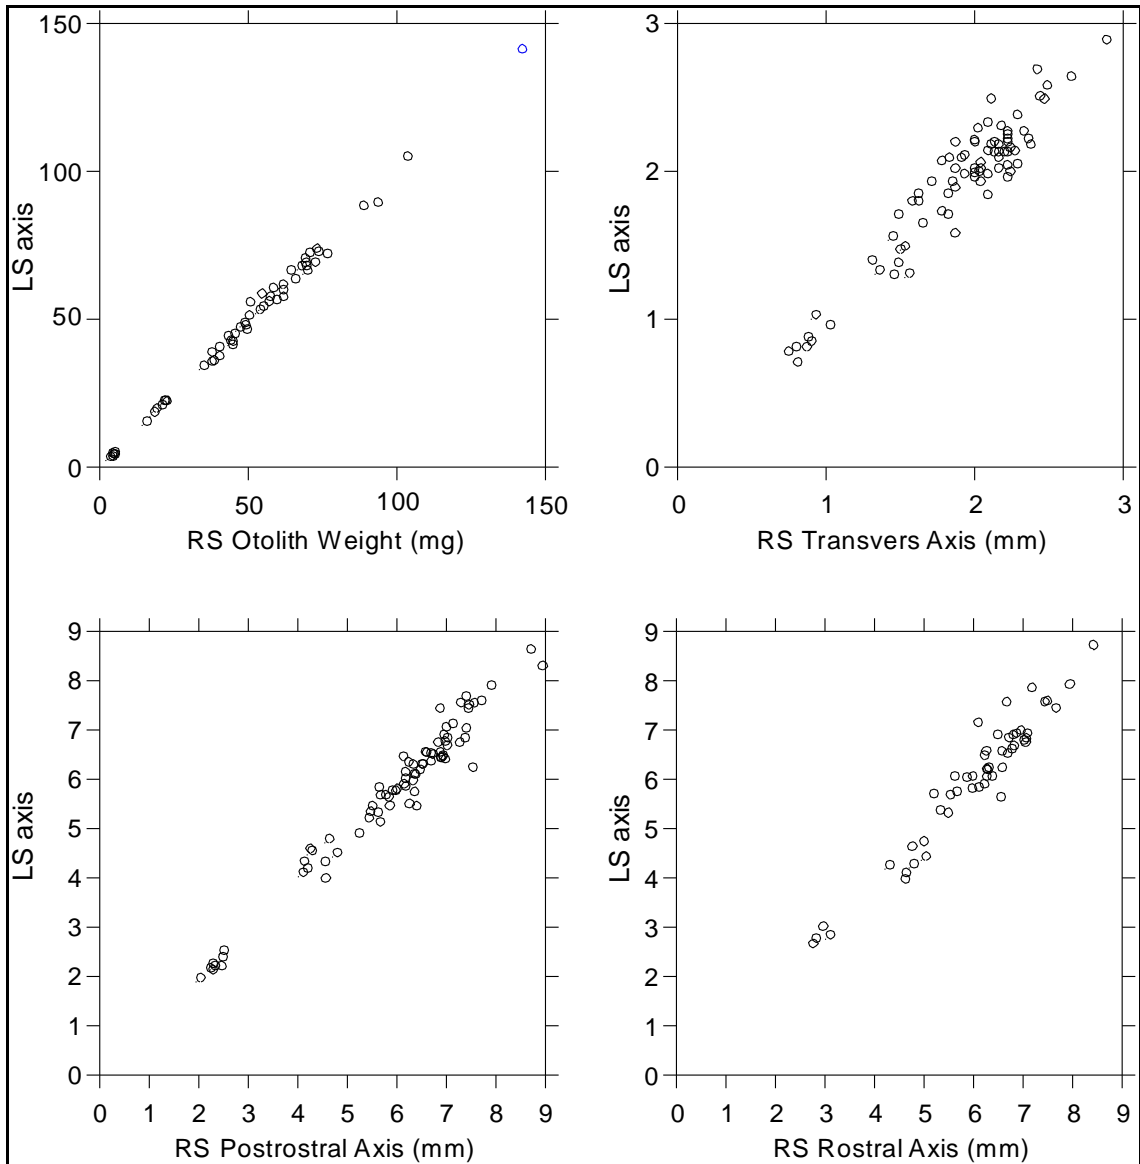 150
100
50
0
LS axis
0 50 100 150
RS Otolith Weight (mg)
3
2
1
0
LS axis
0 1 2 3
RS Transvers Axis (mm)
9
8
7
6
5
4
3
2
1
0
LS axis
0 1 2 3 4 5 6 7 8 9
RS Postrostral Axis (mm)
9
8
7
6
5
4
3
2
1
0
LS axis
0 1 2 3 4 5 6 7 8 9
RS Rostral Axis (mm)